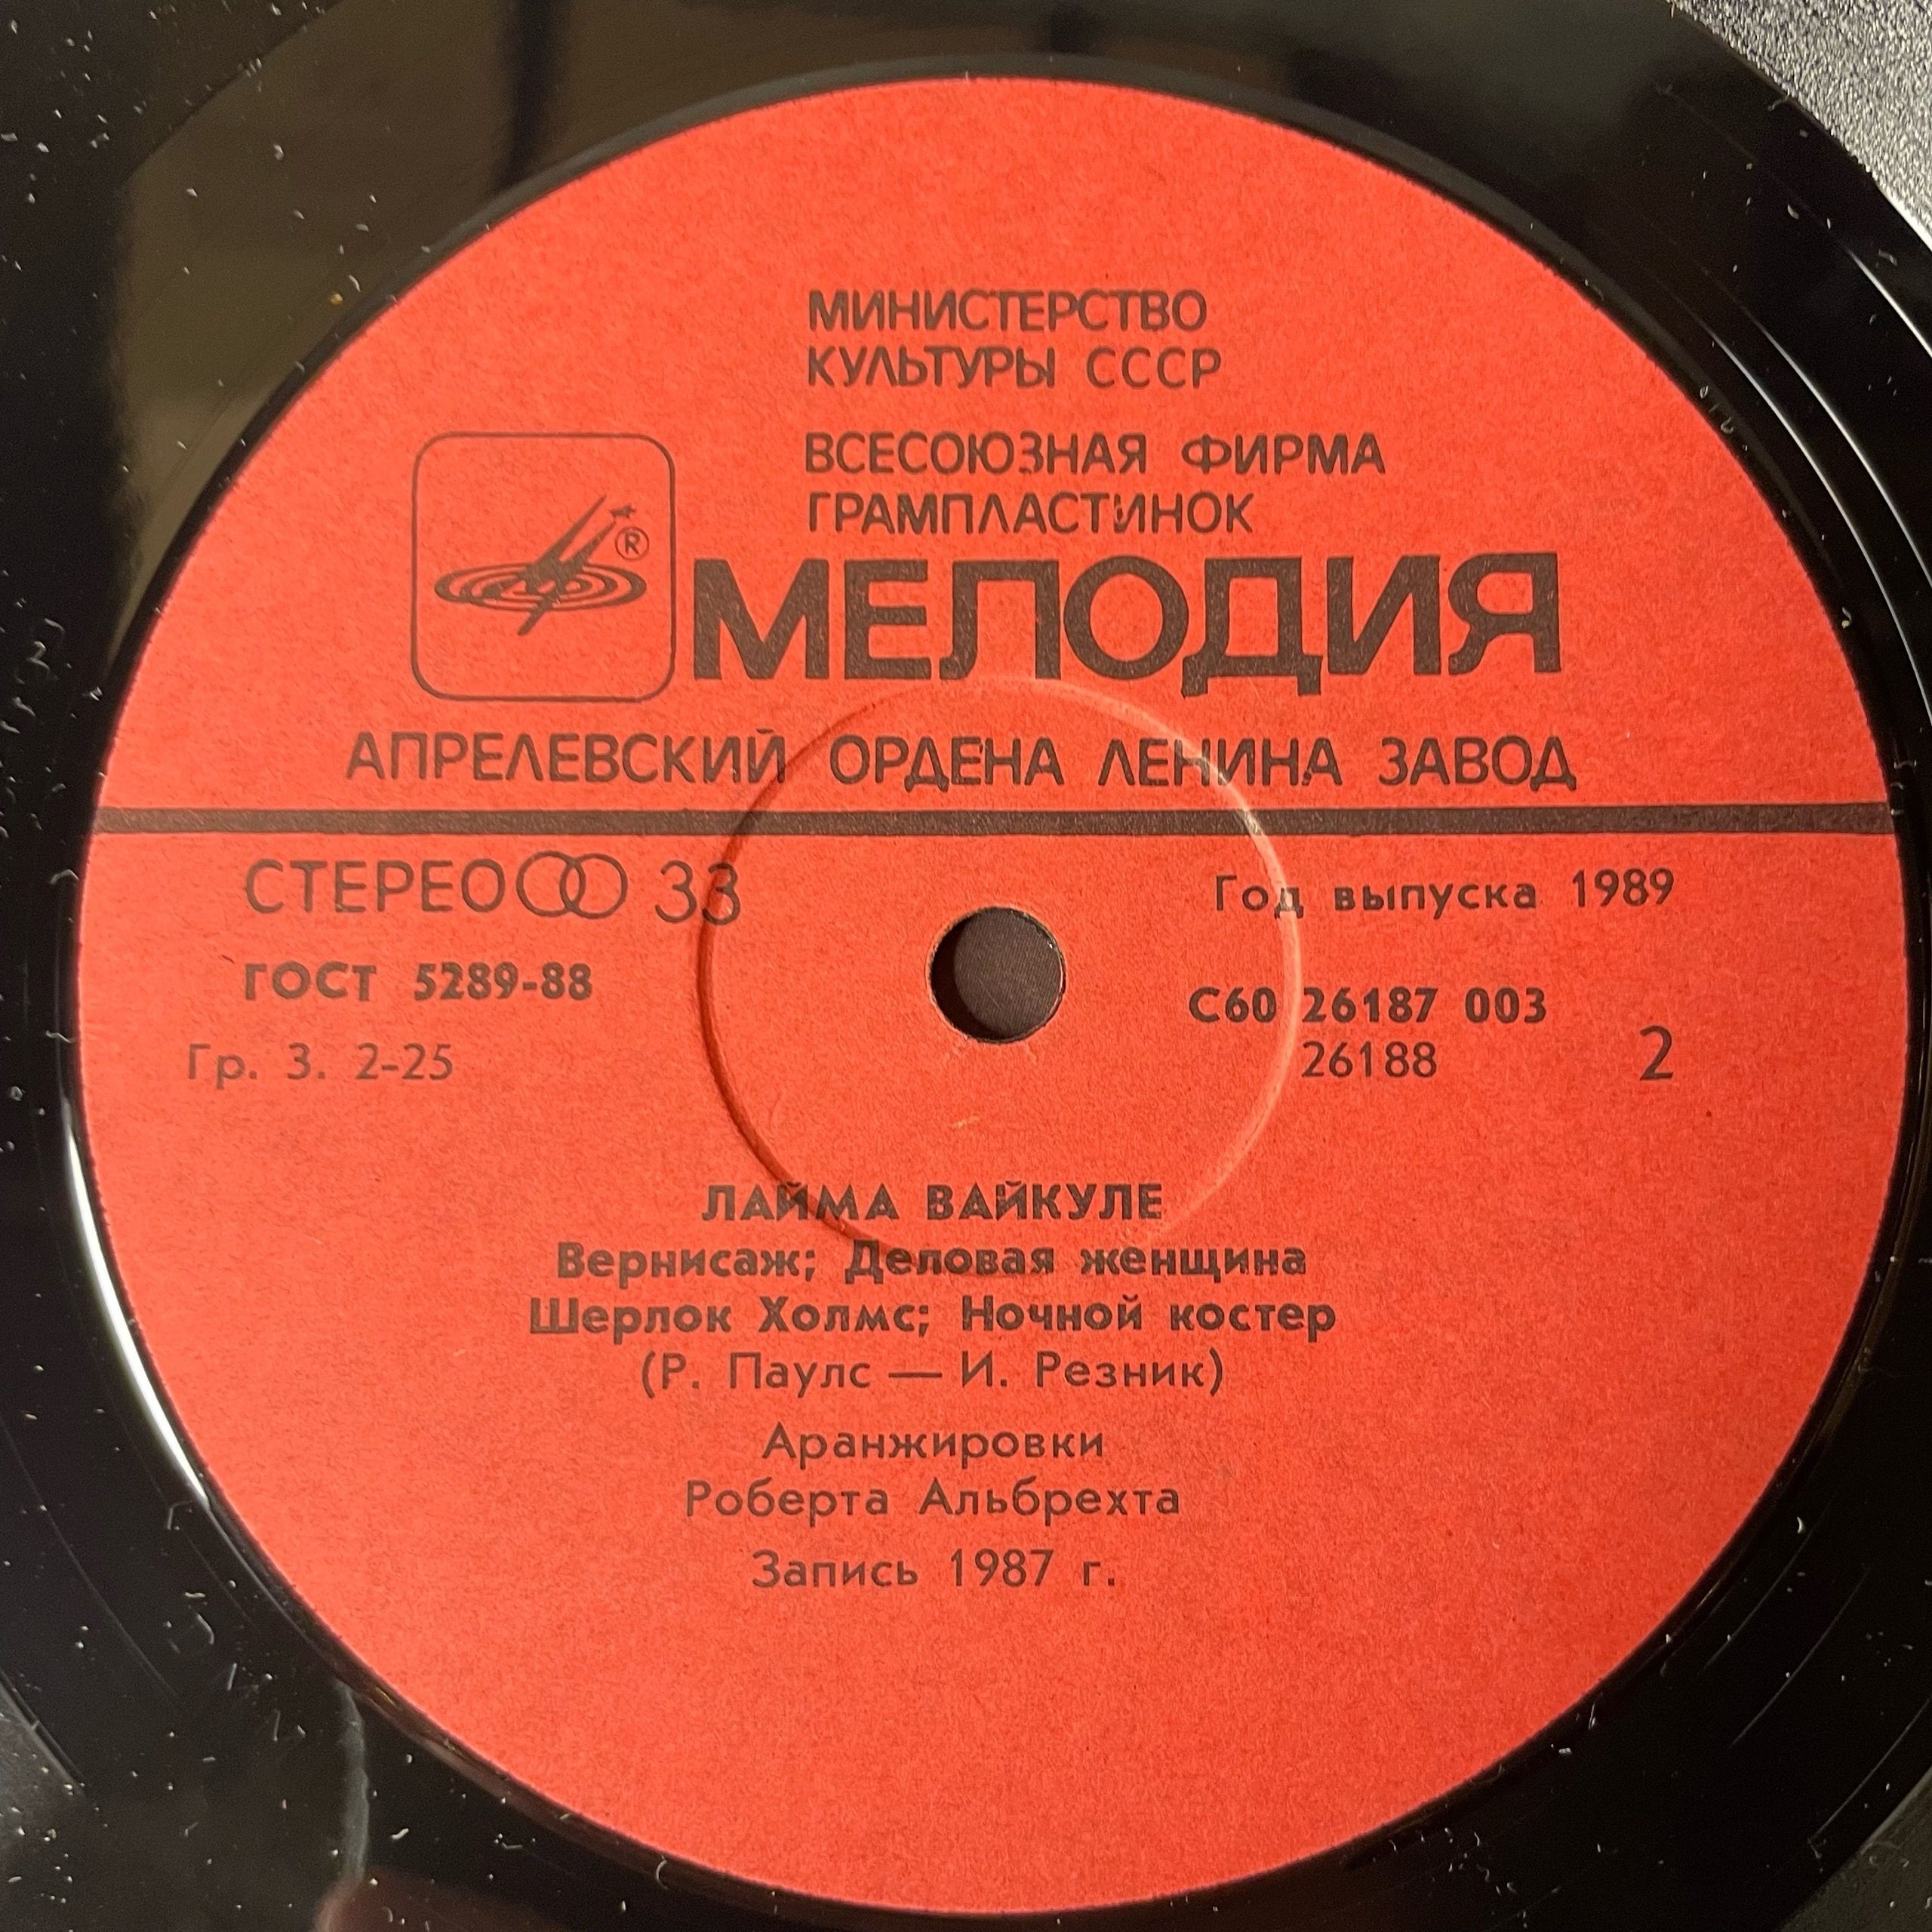 МИНИСТЕРСТВО
КУЛЬТУРЫ СССР
ВСЕСОЮЗНАЯ ФИРМА
ГРАМПЛАСТИНОК
®
МЕЛОДИЯ
АПРЕЛЕВСКИЙ ОРДЕНА ЛЕНИНА ЗАВОД
СТЕРЕО 33
Год выпуска 1989
ГОСТ 5289-88
С60 26187 003
Гр. 3. 2-25
26188
2
ЛАЙМА ВАЙКУЛЕ
Вернисаж; Деловая женщина
Шерлок Холмс; Ночной костер
(Р. Паулс — И. Резник)
Аранжировки
Роберта Альбрехта
Запись 1987 г.